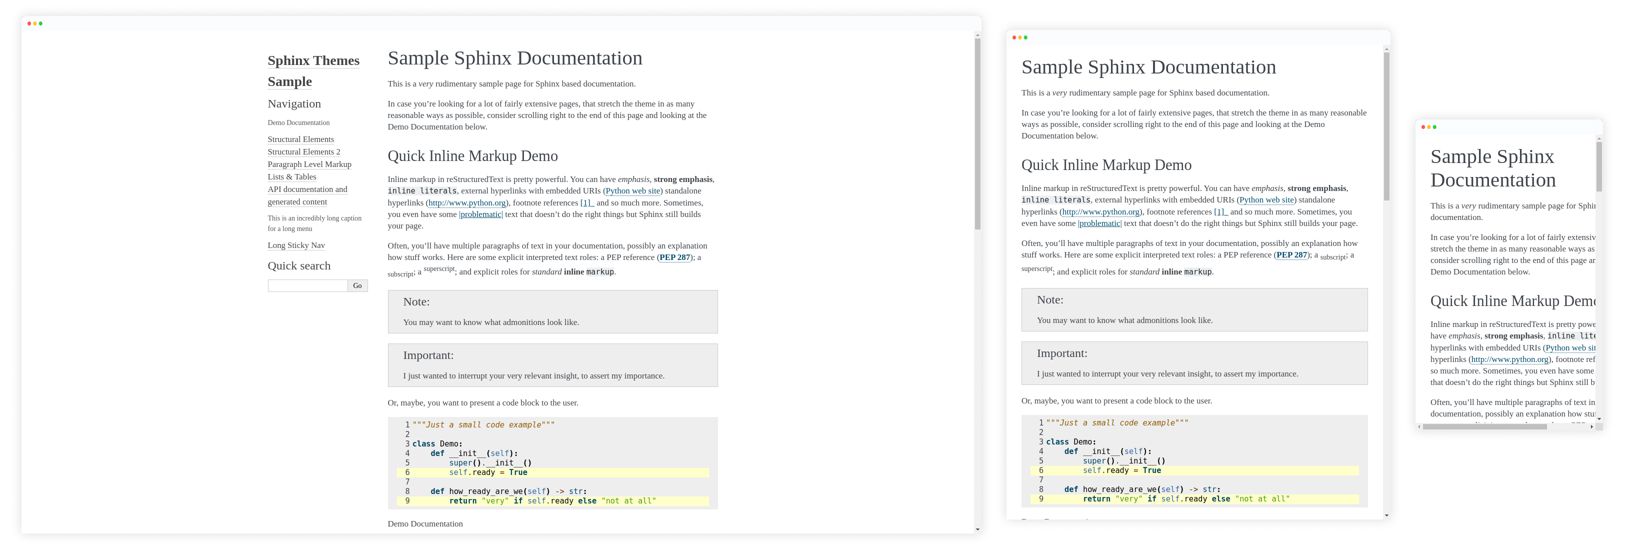 Sphinx Themes
Sample
Navigation
Demo Documentation
Structural Elements
Structural Elements 2
Paragraph Level Markup
Lists & Tables
API documentation and
generated content
This is an incredibly long caption
for a long menu
Long Sticky Nav
Quick search
Go
Sample Sphinx Documentation
This is a very rudimentary sample page for Sphinx based documentation.
In case you’re looking for a lot of fairly extensive pages, that stretch the theme in as many
reasonable ways as possible, consider scrolling right to the end of this page and looking at the
Demo Documentation below.
Quick Inline Markup Demo
Inline markup in reStructuredText is pretty powerful. You can have emphasis, strong emphasis,
inline literals, external hyperlinks with embedded URIs (Python web site) standalone
hyperlinks (http://www.python.org), footnote references [1]_ and so much more. Sometimes,
you even have some |problematic| text that doesn’t do the right things but Sphinx still builds
your page.
Often, you’ll have multiple paragraphs of text in your documentation, possibly an explanation
how stuff works. Here are some explicit interpreted text roles: a PEP reference (PEP 287); a
subscript; a superscript; and explicit roles for standard inline markup.
Note:
You may want to know what admonitions look like.
Important:
I just wanted to interrupt your very relevant insight, to assert my importance.
Or, maybe, you want to present a code block to the user.
1 """Just a small code example"""
2
3 class Demo:
4     def __init__(self):
5         super().__init__()
6         self.ready = True
7
8     def how_ready_are_we(self) -> str:
9         return "very" if self.ready else "not at all"
Demo Documentation
Sample Sphinx Documentation
This is a very rudimentary sample page for Sphinx based documentation.
In case you’re looking for a lot of fairly extensive pages, that stretch the theme in as many reasonable
ways as possible, consider scrolling right to the end of this page and looking at the Demo
Documentation below.
Quick Inline Markup Demo
Inline markup in reStructuredText is pretty powerful. You can have emphasis, strong emphasis,
inline literals, external hyperlinks with embedded URIs (Python web site) standalone
hyperlinks (http://www.python.org), footnote references [1]_ and so much more. Sometimes, you
even have some |problematic| text that doesn’t do the right things but Sphinx still builds your page.
Often, you’ll have multiple paragraphs of text in your documentation, possibly an explanation how
stuff works. Here are some explicit interpreted text roles: a PEP reference (PEP 287); a subscript; a
superscript; and explicit roles for standard inline markup.
Note:
You may want to know what admonitions look like.
Important:
I just wanted to interrupt your very relevant insight, to assert my importance.
Or, maybe, you want to present a code block to the user.
1 """Just a small code example"""
2
3 class Demo:
4     def __init__(self):
5         super().__init__()
6         self.ready = True
7
8     def how_ready_are_we(self) -> str:
9         return "very" if self.ready else "not at all"
Sample Sphinx
Documentation
This is a very rudimentary sample page for Sphin
documentation.
In case you’re looking for a lot of fairly extensiv
stretch the theme in as many reasonable ways as
consider scrolling right to the end of this page an
Demo Documentation below.
Quick Inline Markup Demo
Inline markup in reStructuredText is pretty powe
have emphasis, strong emphasis, inline lite
hyperlinks with embedded URIs (Python web sit
hyperlinks (http://www.python.org), footnote ref
so much more. Sometimes, you even have some
that doesn’t do the right things but Sphinx still b
Often, you’ll have multiple paragraphs of text in
documentation, possibly an explanation how stu